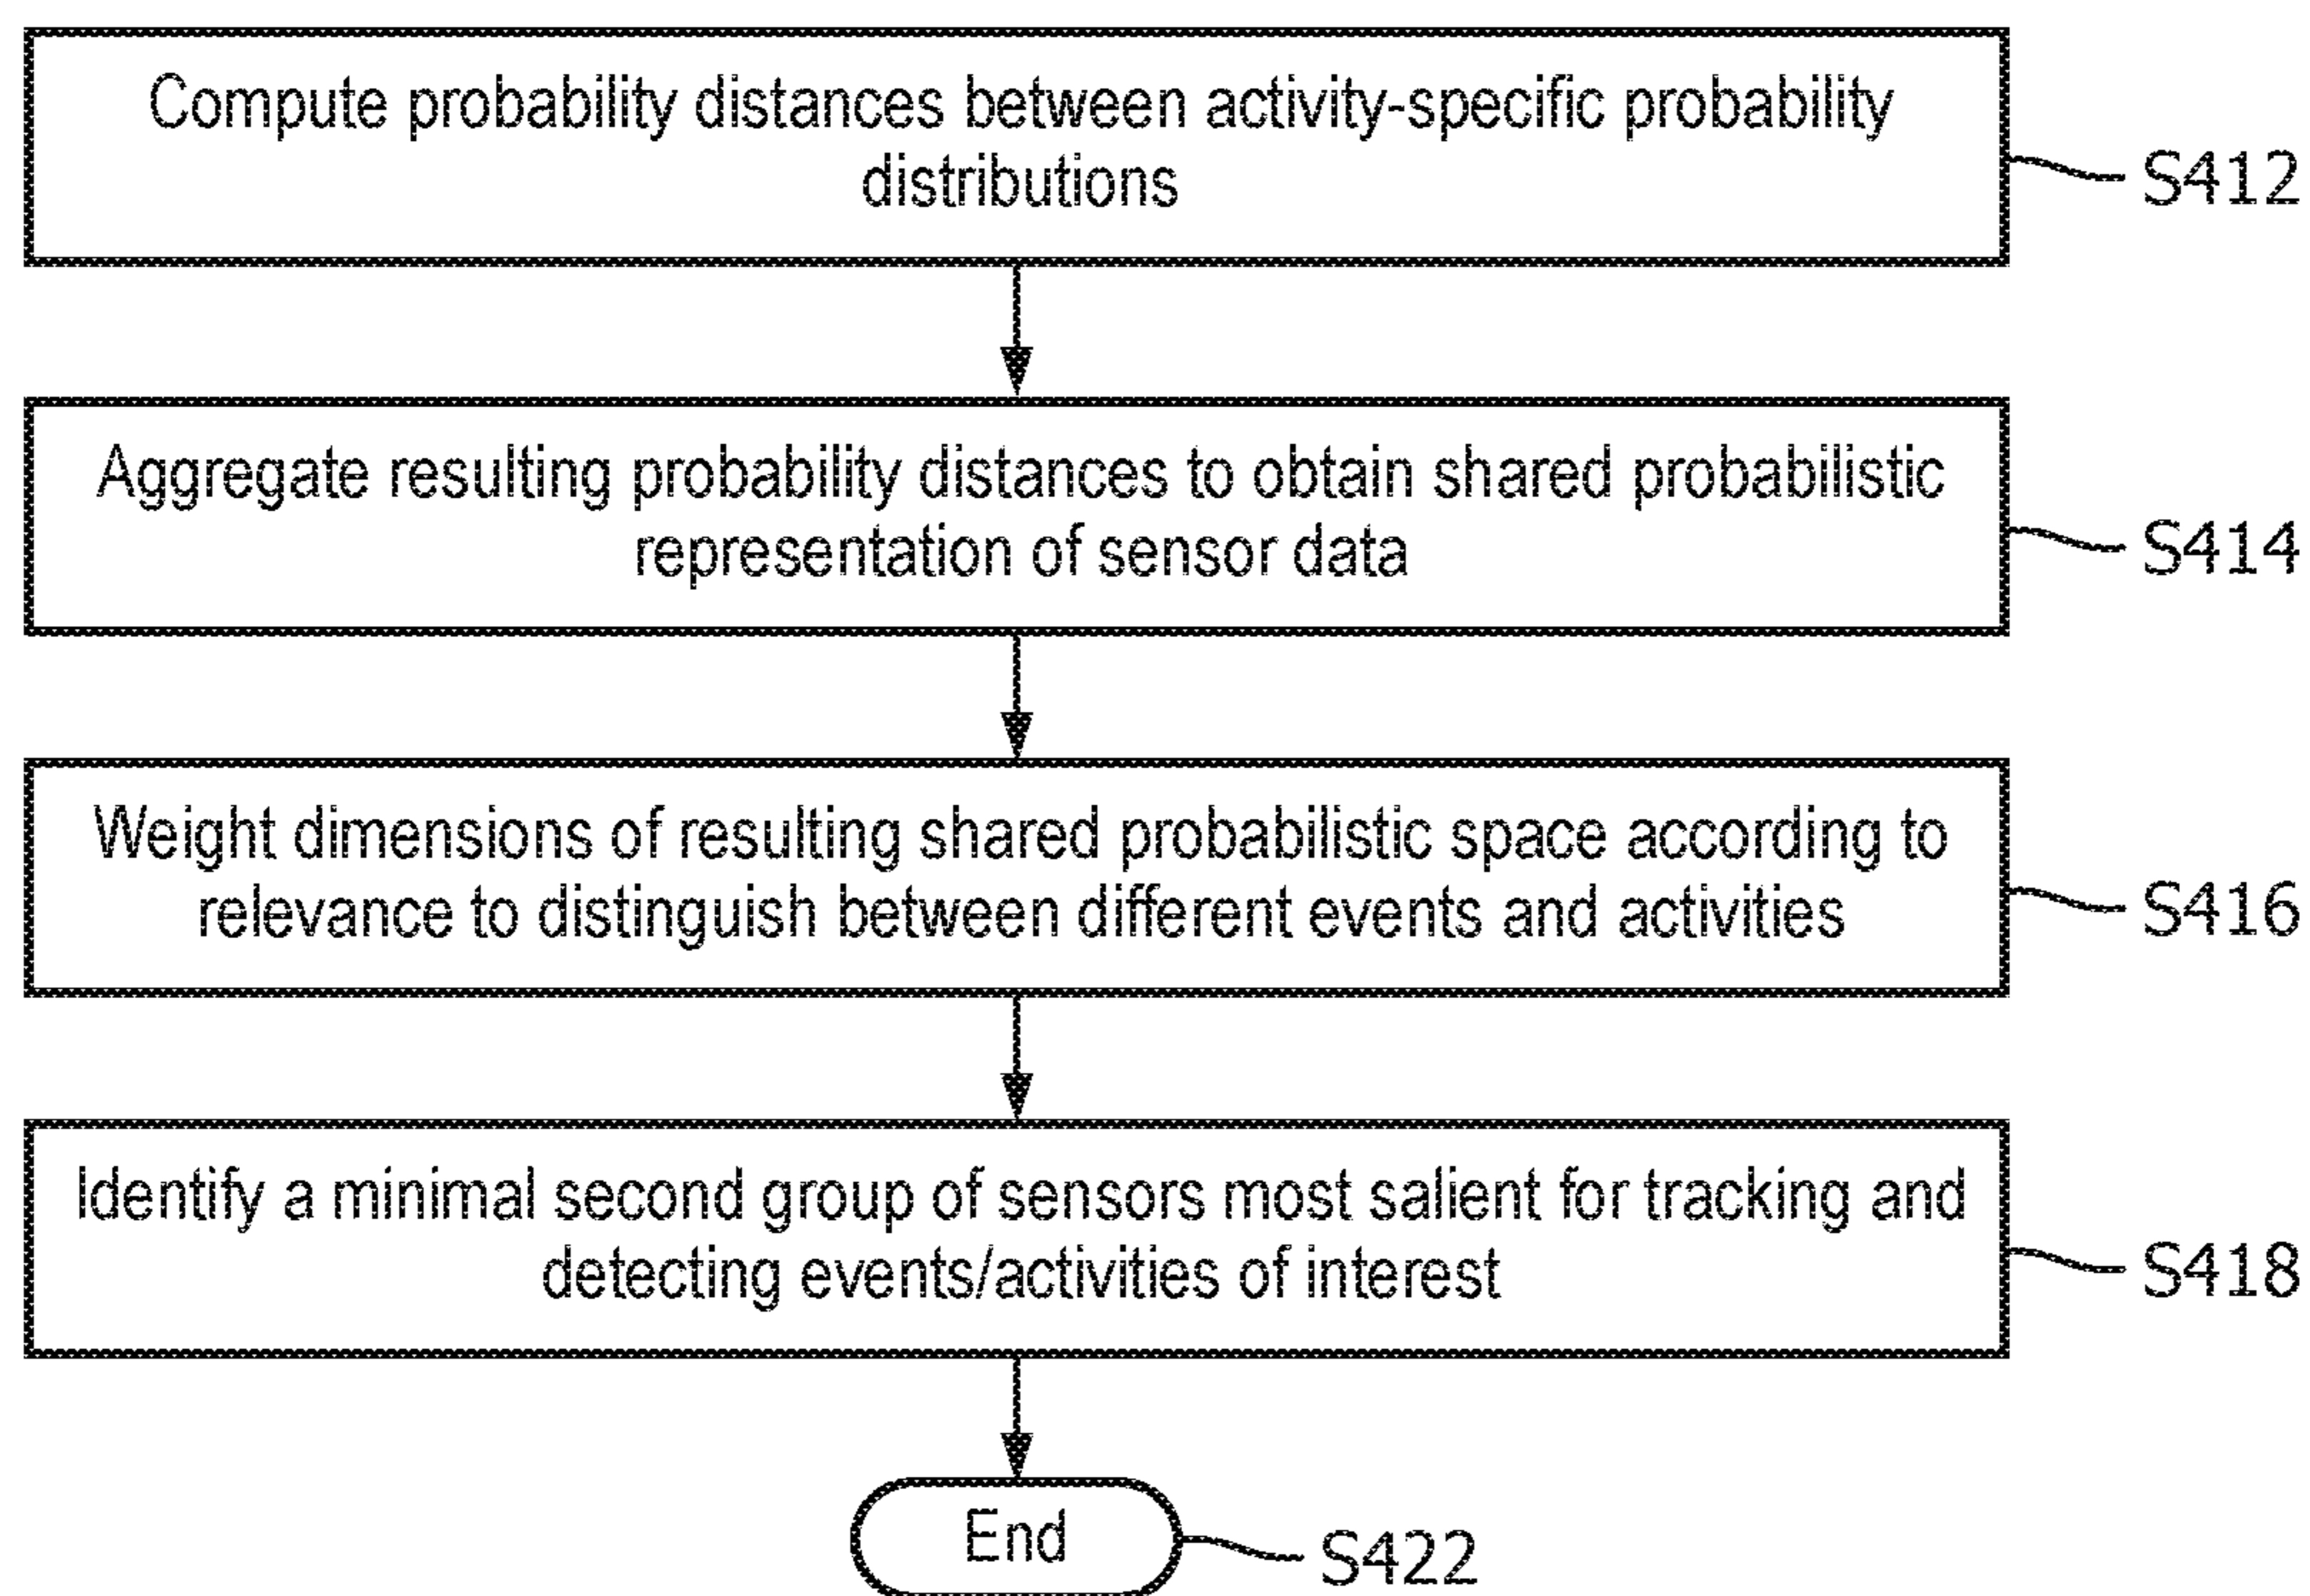 Compute probability distances between activity-specific probability
distributions
S412
Aggregate resulting probability distances to obtain shared probabilistic
representation of sensor data
S414
Weight dimensions of resulting shared probabilistic space according to
relevance to distinguish between different events and activities
S416
Identify a minimal second group of sensors most salient for tracking and
detecting events/activities of interest
S418
End
S422